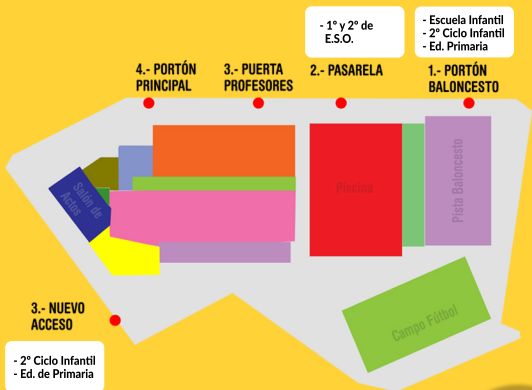 - 1º y 2º de
E.S.O.
- Escuela Infantil
- 2º Ciclo Infantil
- Ed. Primaria
4.- PORTÓN
PRINCIPAL
3.- PUERTA
PROFESORES
2.- PASARELA
1.- PORTÓN
BALONCESTO
Salón de
Actos
Piscina
Pista Baloncesto
Campo Fútbol
3.- NUEVO
ACCESO
- 2º Ciclo Infantil
- Ed. de Primaria